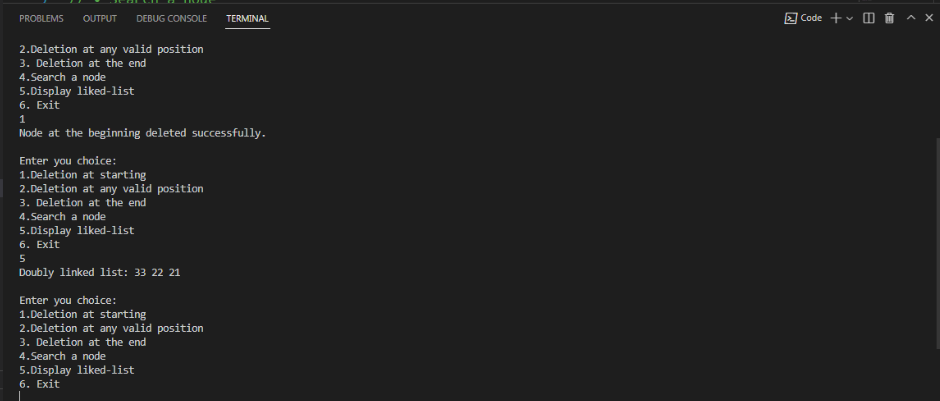 PROBLEMS OUTPUT DEBUG CONSOLE TERMINAL Code
2.Deletion at any valid position
3. Deletion at the end
4.Search a node
5.Display liked-list
6. Exit
1
Node at the beginning deleted successfully.
Enter you choice:
1.Deletion at starting
2.Deletion at any valid position
3. Deletion at the end
4.Search a node
5.Display liked-list
6. Exit
5
Doubly linked list: 33 22 21
Enter you choice:
1.Deletion at starting
2.Deletion at any valid position
3. Deletion at the end
4.Search a node
5.Display liked-list
6. Exit